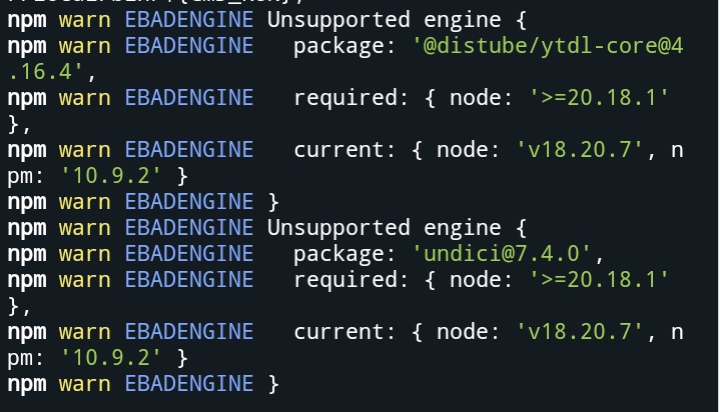 npm warn EBADENGINE Unsupported engine {
npm warn EBADENGINE   package: '@distube/ytdl-core@4
.16.4',
npm warn EBADENGINE   required: { node: '>=20.18.1'
},
npm warn EBADENGINE   current: { node: 'v18.20.7', n
pm: '10.9.2' }
npm warn EBADENGINE }
npm warn EBADENGINE Unsupported engine {
npm warn EBADENGINE   package: 'undici@7.4.0',
npm warn EBADENGINE   required: { node: '>=20.18.1'
},
npm warn EBADENGINE   current: { node: 'v18.20.7', n
pm: '10.9.2' }
npm warn EBADENGINE }